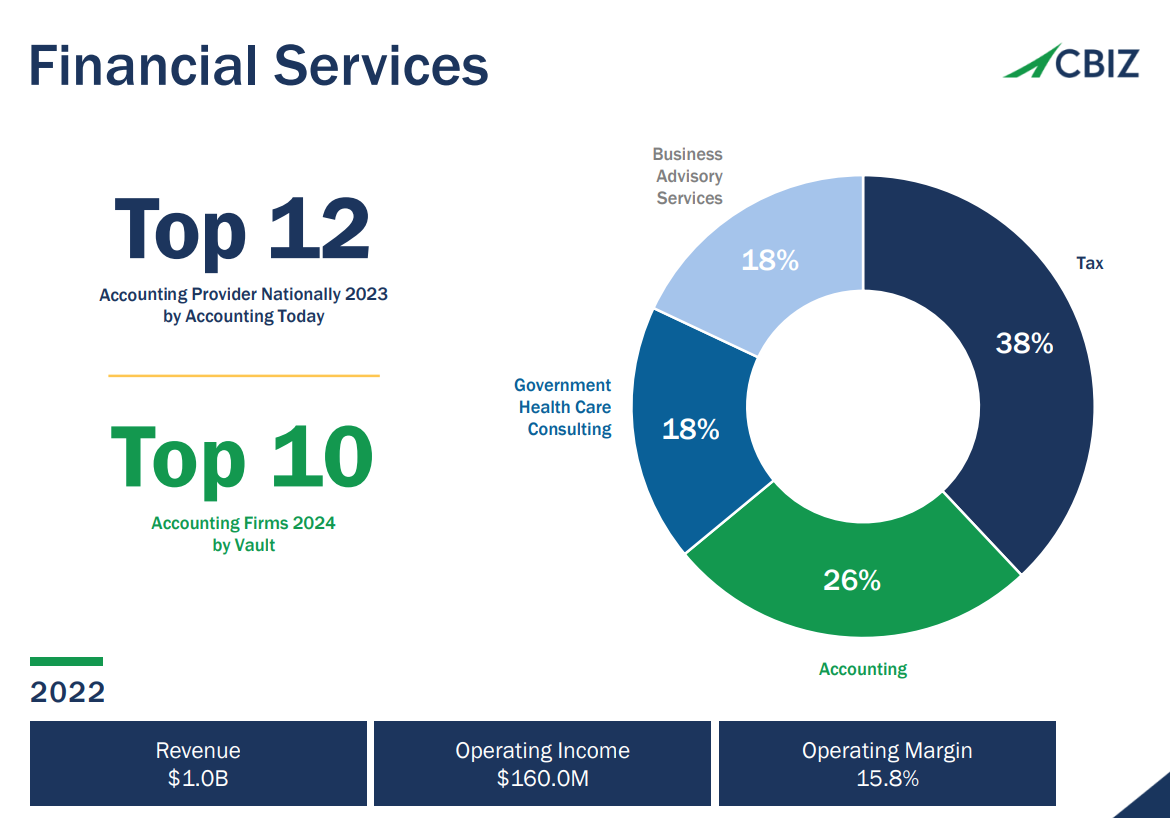 Financial Services
CBIZ
Top 12
Accounting Provider Nationally 2023
by Accounting Today
Top 10
Accounting Firms 2024
by Vault
Business
Advisory
Services
18%
Tax
38%
Government
Health Care
Consulting
18%
26%
Accounting
2022
Revenue
$1.0B
Operating Income
$160.0M
Operating Margin
15.8%